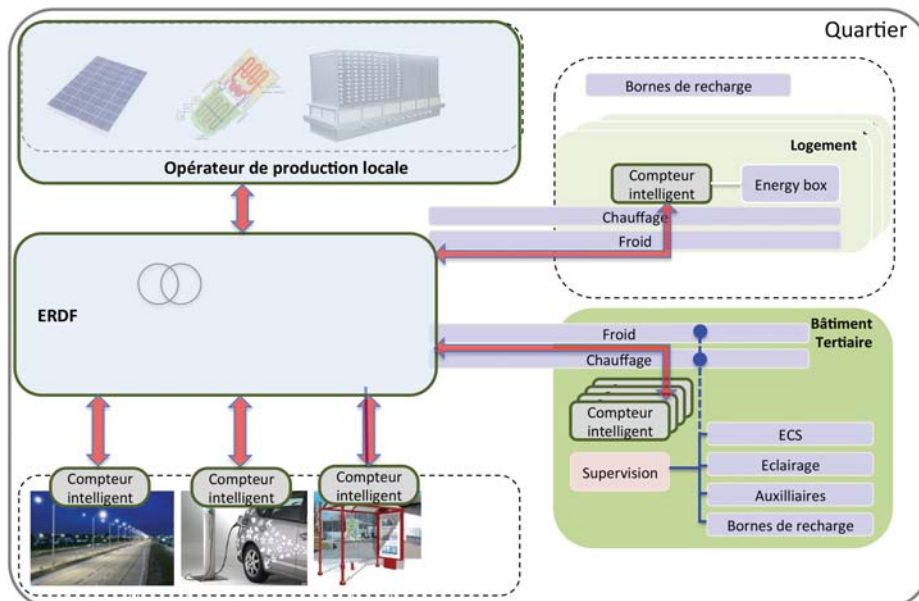 Quartier
Opérateur de production locale
Bornes de recharge
Logement
Compteur
intelligent
Energy box
Chauffage
Froid
ERDF
Bâtiment
Tertiaire
Froid
Chauffage
Compteur
intelligent
Supervision
ECS
Eclairage
Auxilliaires
Bornes de recharge
Compteur
intelligent
Compteur
intelligent
Compteur
intelligent